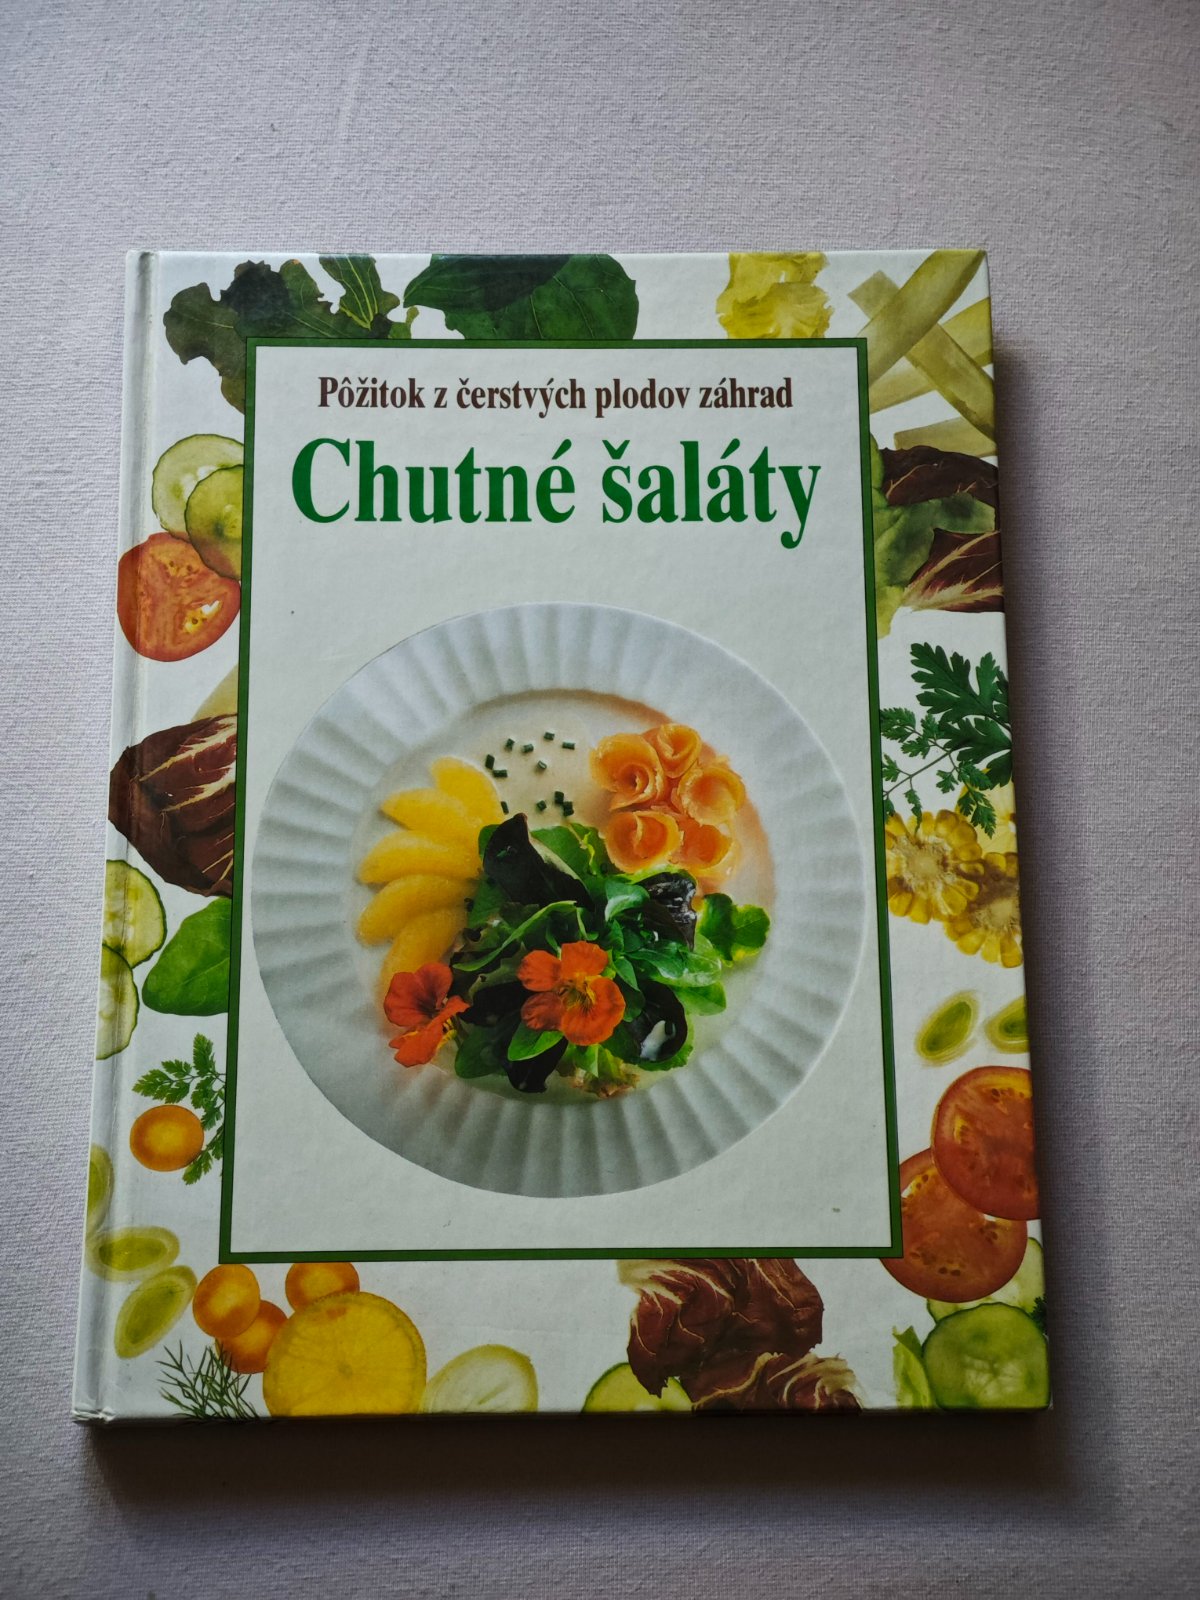 Pôžitok z čerstvých plodov záhrad
Chutné šaláty